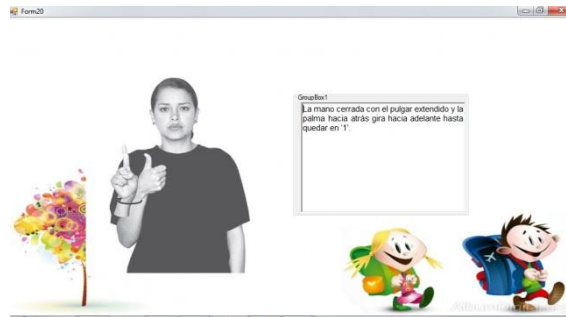 Form20
GroupBox1
La mano cerrada con el pulgar extendido y la
palma hacia atrás gira hacia adelante hasta
quedar en '1'.